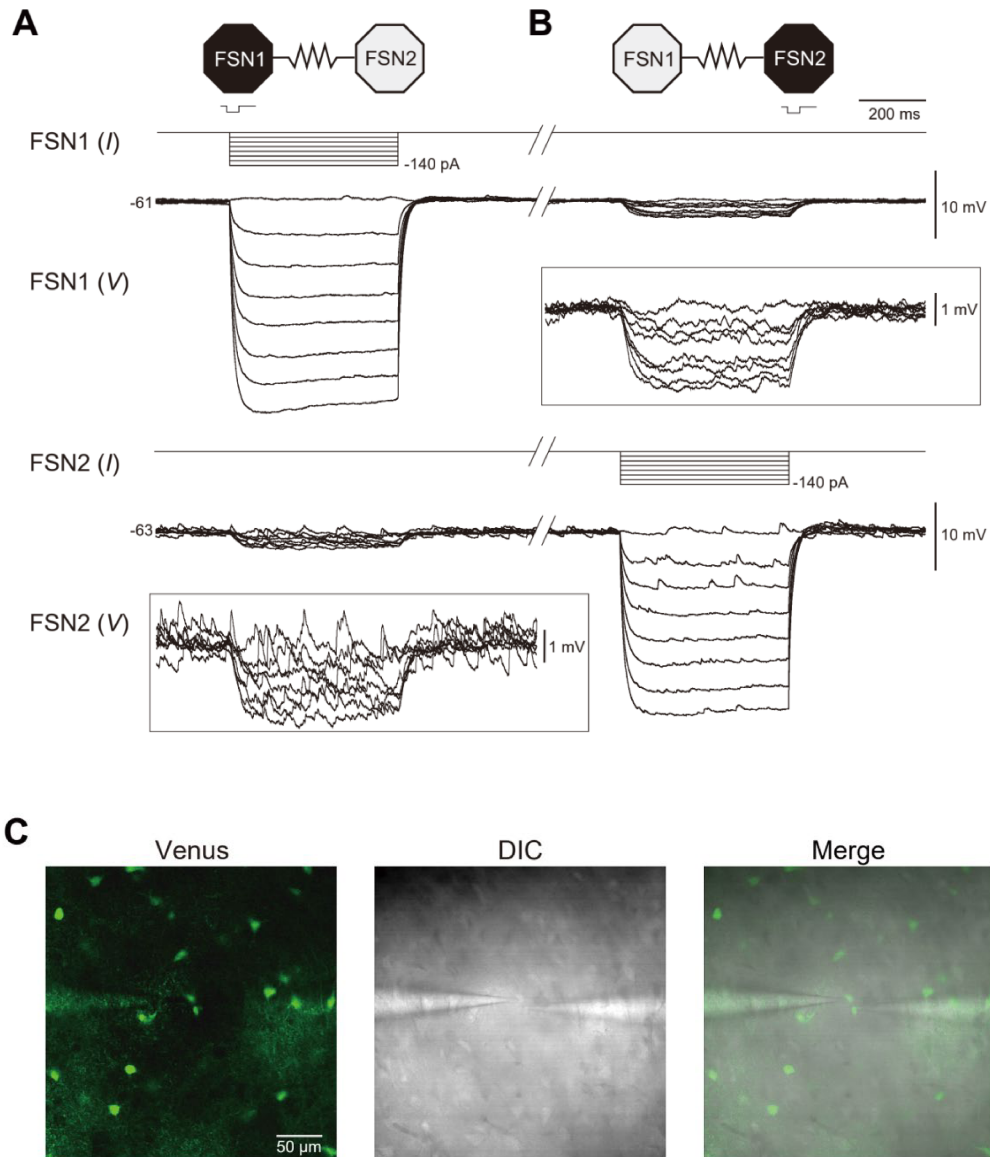 A
B
FSN1
FSN2
FSN1
FSN2
200 ms
FSN1 (I)
-140 pA
-61
10 mV
FSN1 (V)
1 mV
FSN2 (I)
-140 pA
-63
10 mV
FSN2 (V)
1 mV
C
Venus
DIC
Merge
50 µm